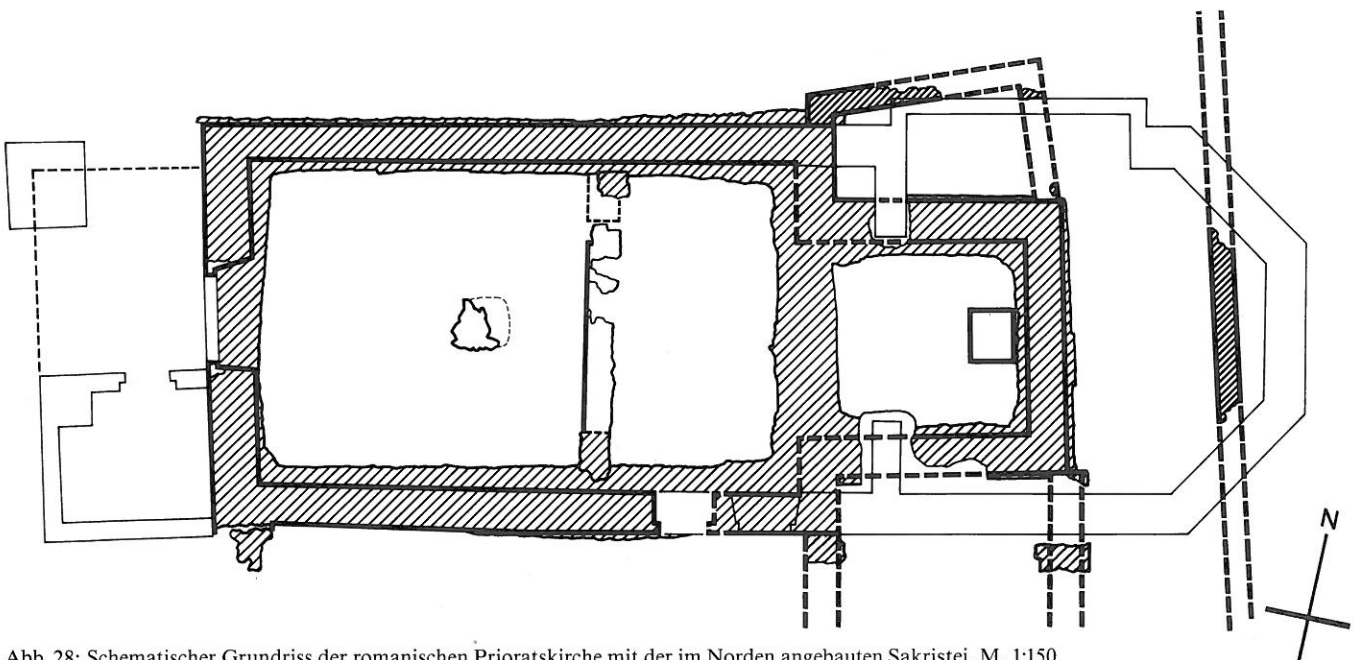 N
Abb. 28: Schematischer Grundriss der romanischen Prioratskirche mit der im Norden angebauten Sakristei. M. 1:150.